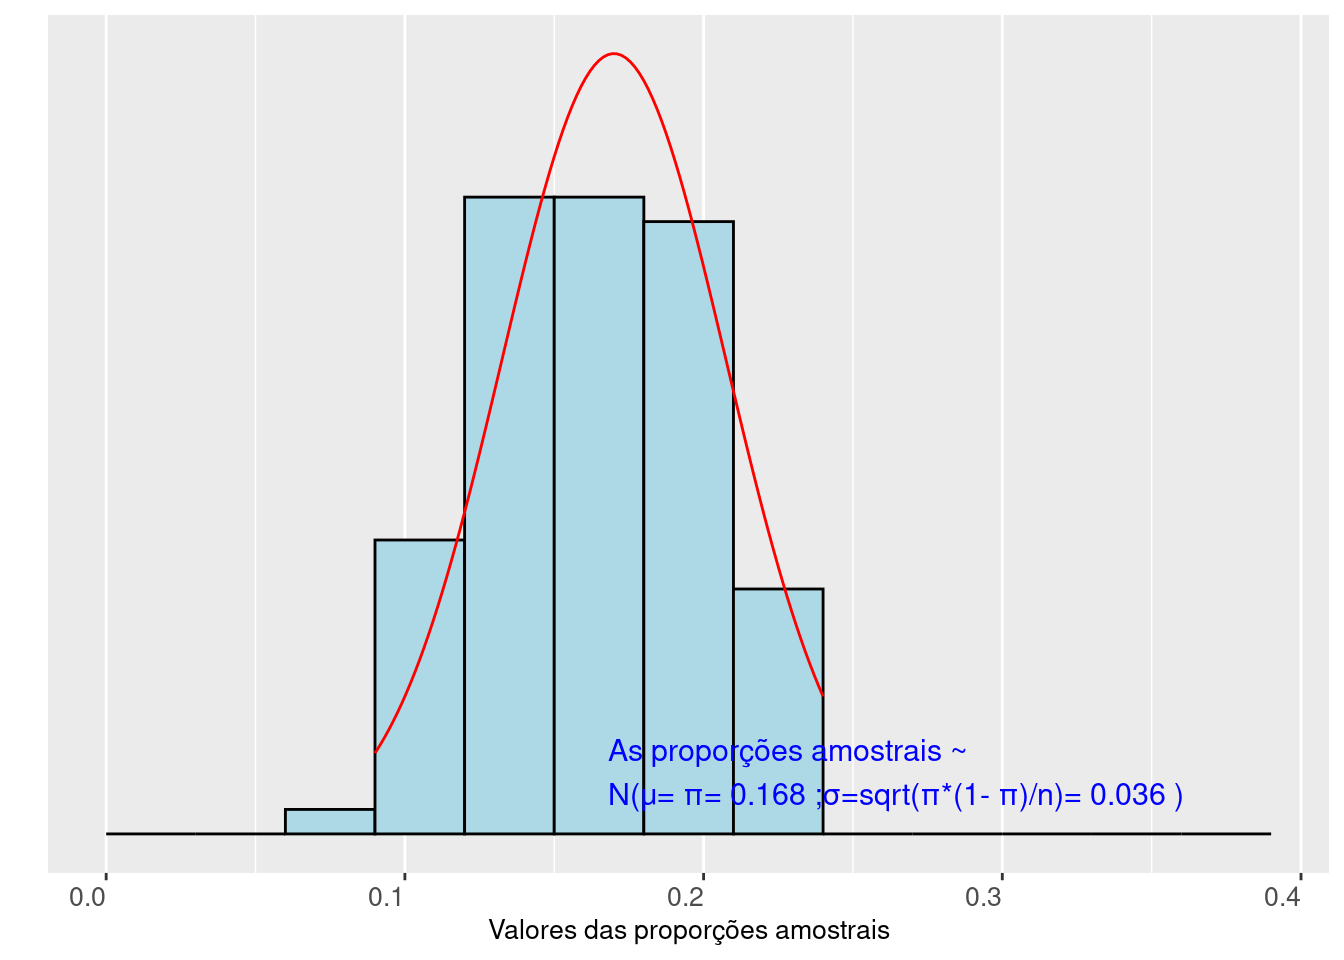 As proporções amostrais ~
N(μ= π= 0.168 ;σ=sqrt(π*(1- π)/n)= 0.036 )
0.0 0.1 0.2 0.3 0.4
Valores das proporções amostrais